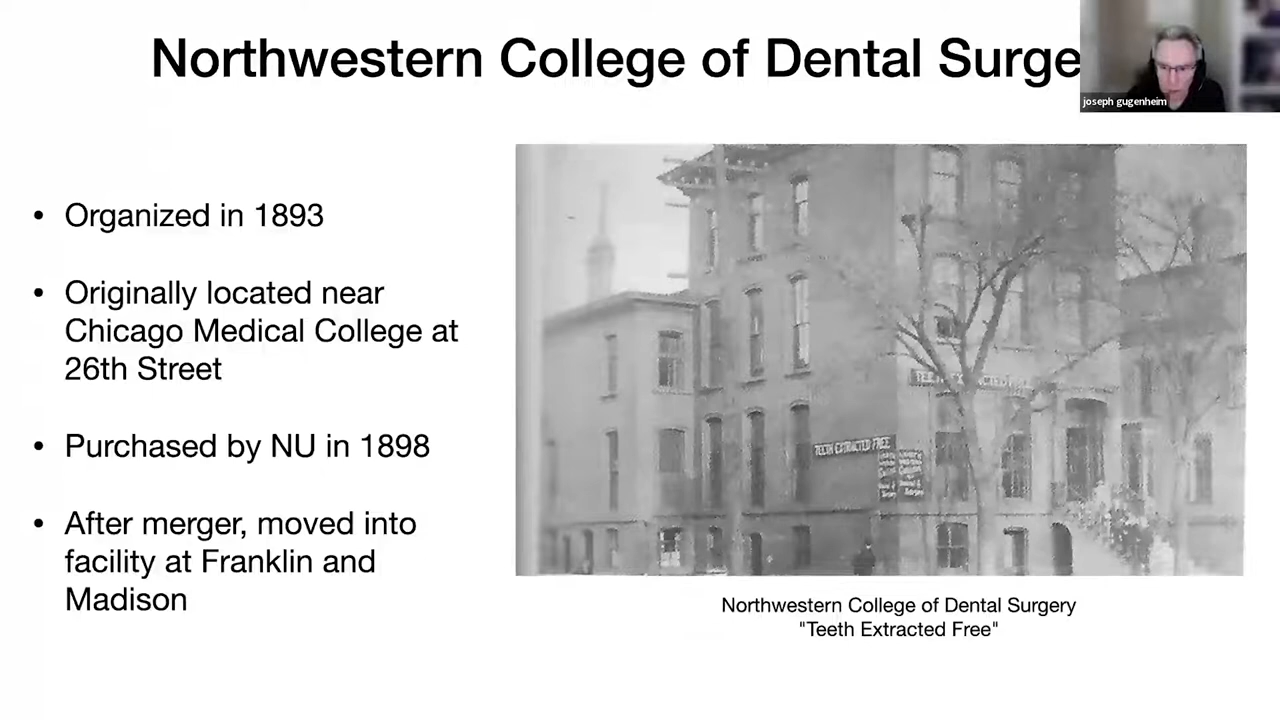 Northwestern College of Dental Surge
joseph gugenheim
• Organized in 1893
• Originally located near
Chicago Medical College at
26th Street
• Purchased by NU in 1898
• After merger, moved into
facility at Franklin and
Madison
TEETH EXTRACTED FREE
Northwestern College of Dental Surgery
"Teeth Extracted Free"